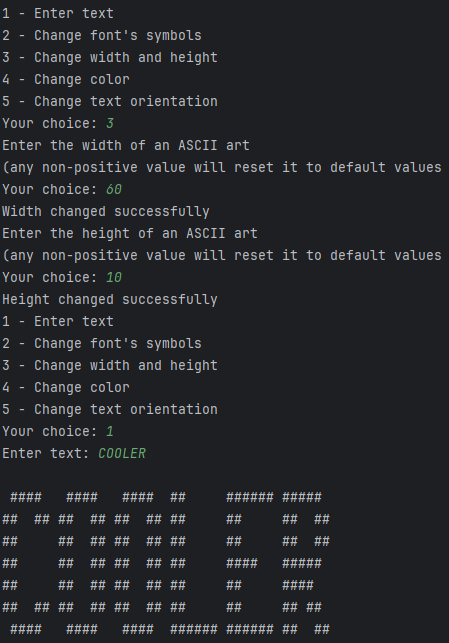 1 - Enter text
2 - Change font's symbols
3 - Change width and height
4 - Change color
5 - Change text orientation
Your choice: 3
Enter the width of an ASCII art
(any non-positive value will reset it to default values
Your choice: 60
Width changed successfully
Enter the height of an ASCII art
(any non-positive value will reset it to default values
Your choice: 10
Height changed successfully
1 - Enter text
2 - Change font's symbols
3 - Change width and height
4 - Change color
5 - Change text orientation
Your choice: 1
Enter text: COOLER

 ####   ####   ####  ##     ###### #####
##  ## ##  ## ##  ## ##     ##     ##  ##
##     ##  ## ##  ## ##     ##     ##  ##
##     ##  ## ##  ## ##     ####   #####
##     ##  ## ##  ## ##     ##     ####
##  ## ##  ## ##  ## ##     ##     ## ##
 ####   ####   ####  ###### ###### ##  ##